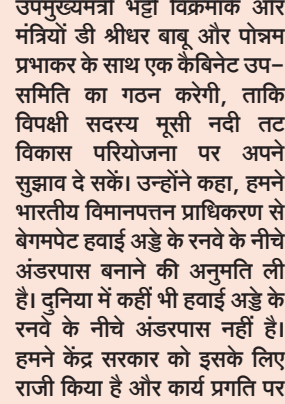 उपमुख्यमंत्री भट्टी विक्रमार्क और
मंत्रियों डी श्रीधर बाबू और पोन्नम
प्रभाकर के साथ एक कैबिनेट उप-
समिति का गठन करेगी, ताकि
विपक्षी सदस्य मूसी नदी तट
विकास परियोजना पर अपने
सुझाव दे सकें। उन्होंने कहा, हमने
भारतीय विमानपत्तन प्राधिकरण से
बेगमपेट हवाई अड्डे के रनवे के नीचे
अंडरपास बनाने की अनुमति ली
है। दुनिया में कहीं भी हवाई अड्डे के
रनवे के नीचे अंडरपास नहीं है।
हमने केंद्र सरकार को इसके लिए
राजी किया है और कार्य प्रगति पर